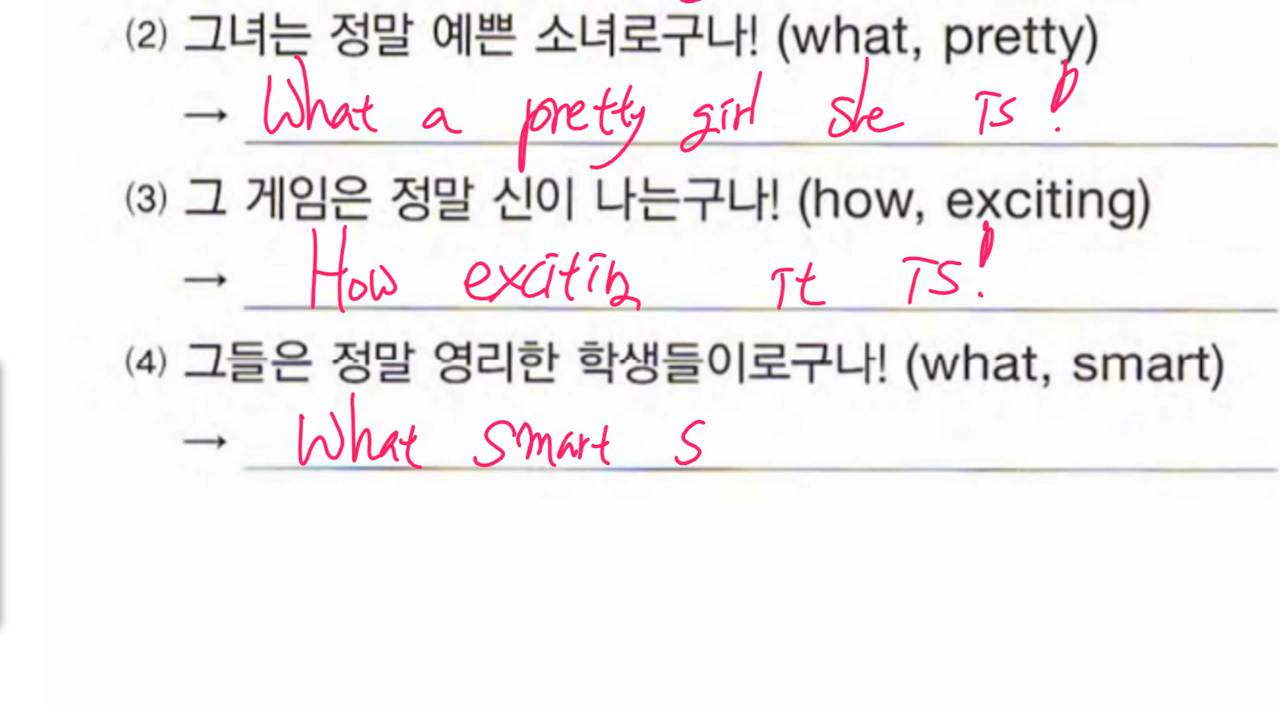 (2) 그녀는 정말 예쁜 소녀로구나! (what, pretty)
→ What a pretty girl she is!
(3) 그 게임은 정말 신이 나는구나! (how, exciting)
→ How excitin it is!
(4) 그들은 정말 영리한 학생들이로구나! (what, smart)
→ What smart s